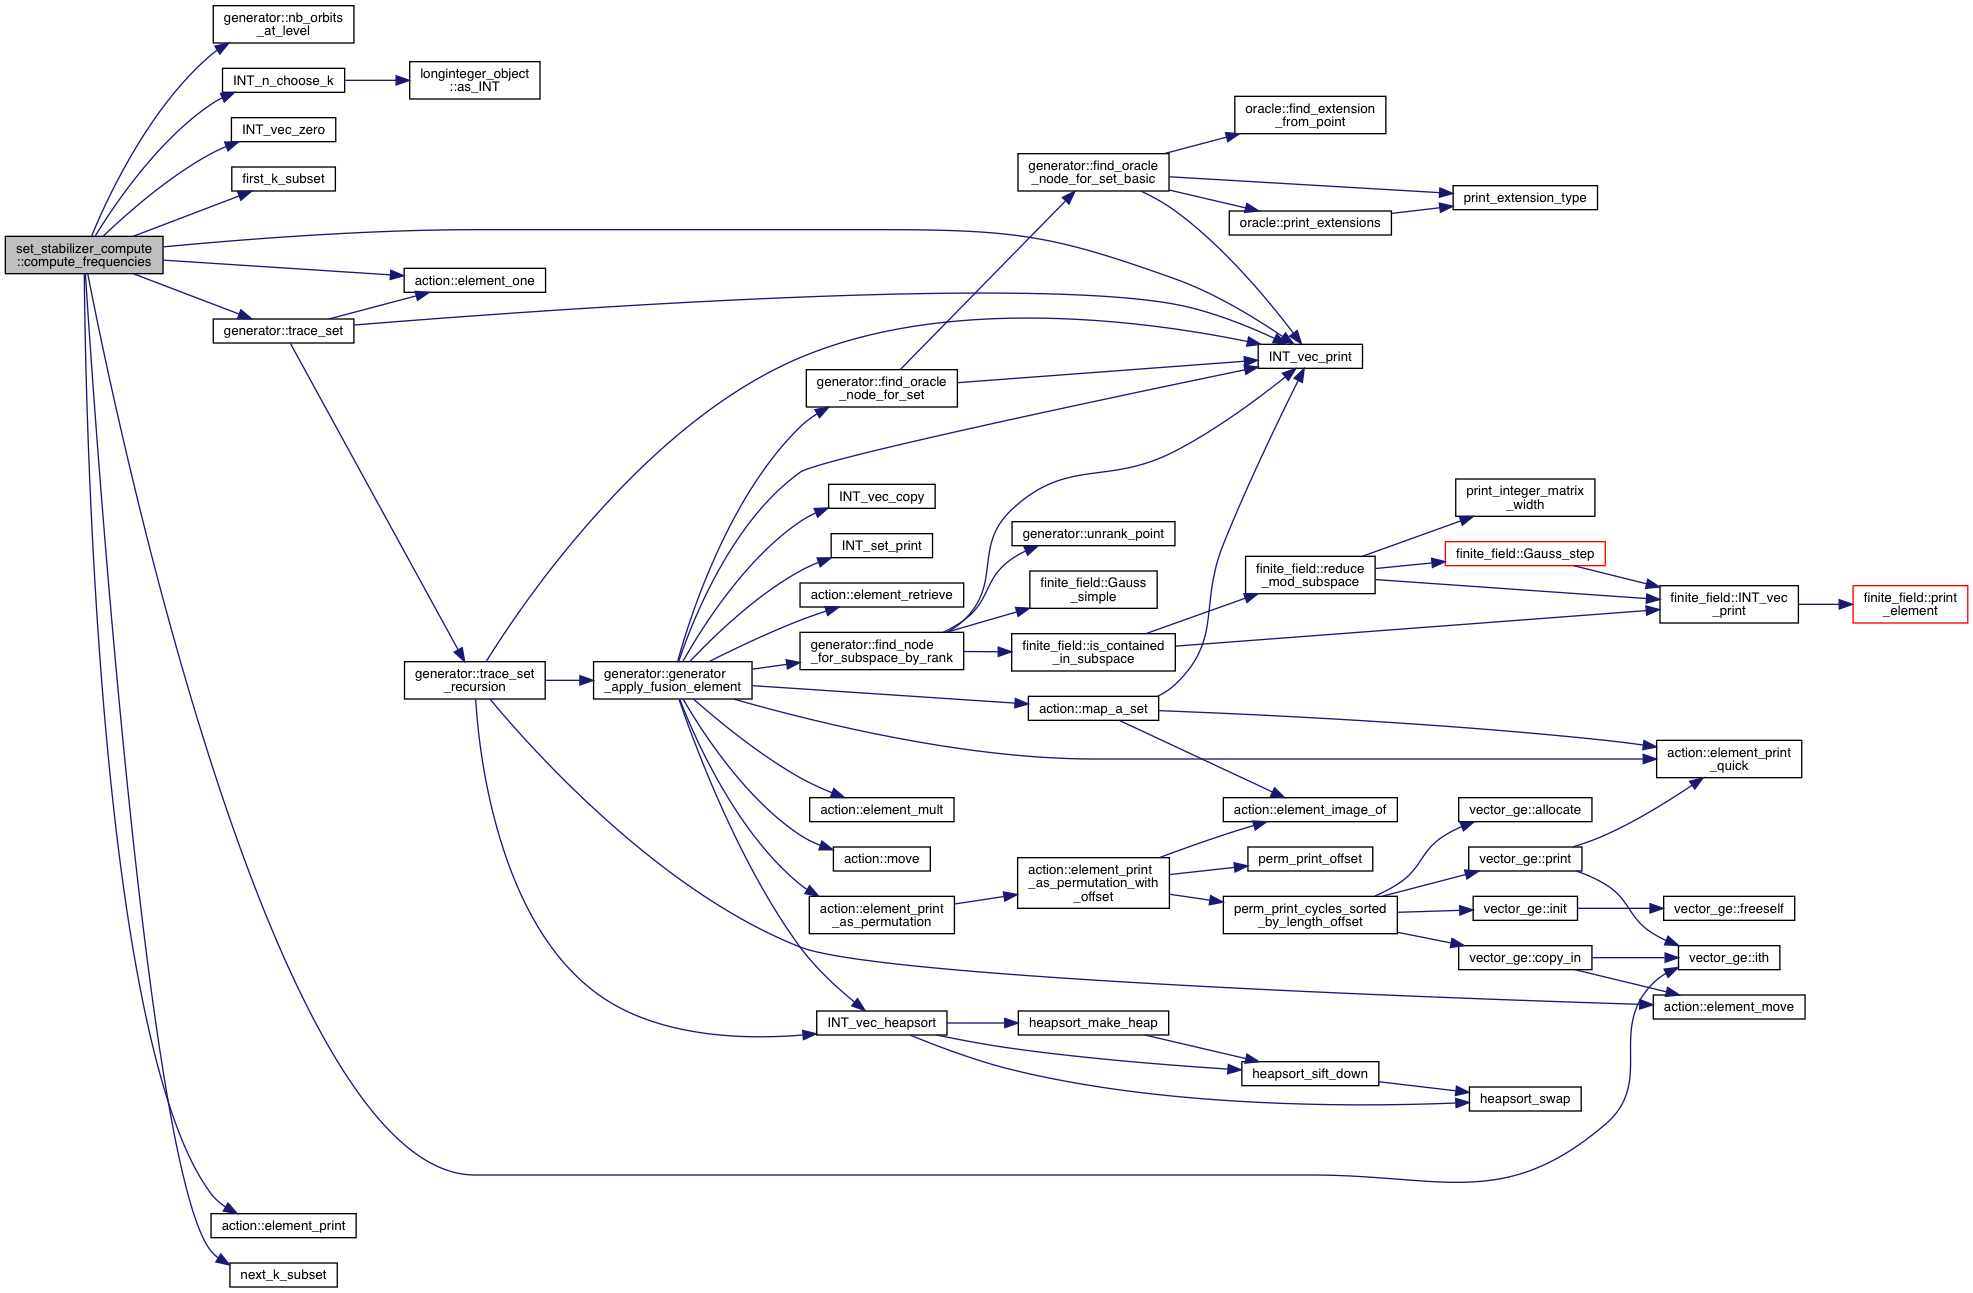 generator::nb_orbits
_at_level
INT_n_choose_k
longinteger_object
::as_INT
INT_vec_zero
first_k_subset
set_stabilizer_compute
::compute_frequencies
action::element_one
generator::trace_set
oracle::find_extension
_from_point
generator::find_oracle
_node_for_set_basic
print_extension_type
oracle::print_extensions
INT_vec_print
generator::find_oracle
_node_for_set
INT_vec_copy
INT_set_print
action::element_retrieve
generator::find_node
_for_subspace_by_rank
generator::unrank_point
finite_field::Gauss
_simple
finite_field::is_contained
_in_subspace
print_integer_matrix
_width
finite_field::reduce
_mod_subspace
finite_field::Gauss_step
finite_field::INT_vec
_print
finite_field::print
_element
generator::trace_set
_recursion
generator::generator
_apply_fusion_element
action::map_a_set
action::element_print
_quick
action::element_mult
action::element_image_of
vector_ge::allocate
action::move
perm_print_offset
vector_ge::print
action::element_print
_as_permutation_with
_offset
action::element_print
_as_permutation
perm_print_cycles_sorted
_by_length_offset
vector_ge::init
vector_ge::freeself
vector_ge::copy_in
vector_ge::ith
action::element_move
INT_vec_heapsort
heapsort_make_heap
heapsort_sift_down
heapsort_swap
action::element_print
next_k_subset